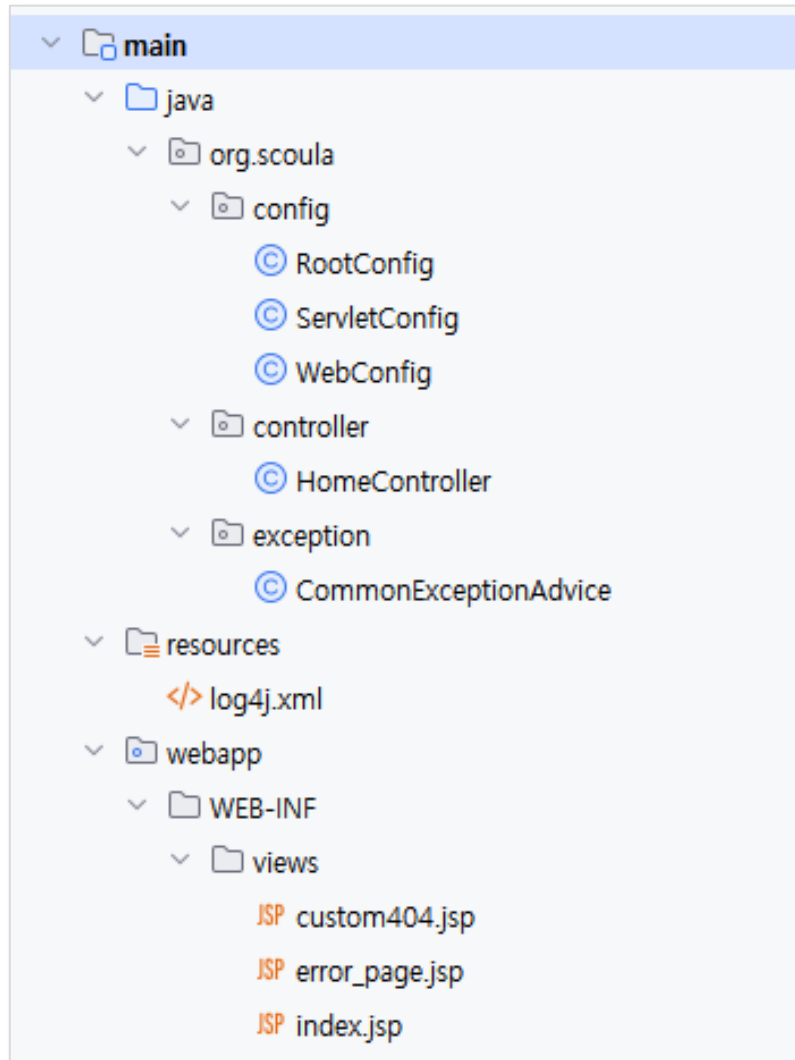 main
java
org.scoula
config
RootConfig
ServletConfig
WebConfig
controller
HomeController
exception
CommonExceptionAdvice
resources
log4j.xml
webapp
WEB-INF
views
JSP custom404.jsp
JSP error_page.jsp
JSP index.jsp